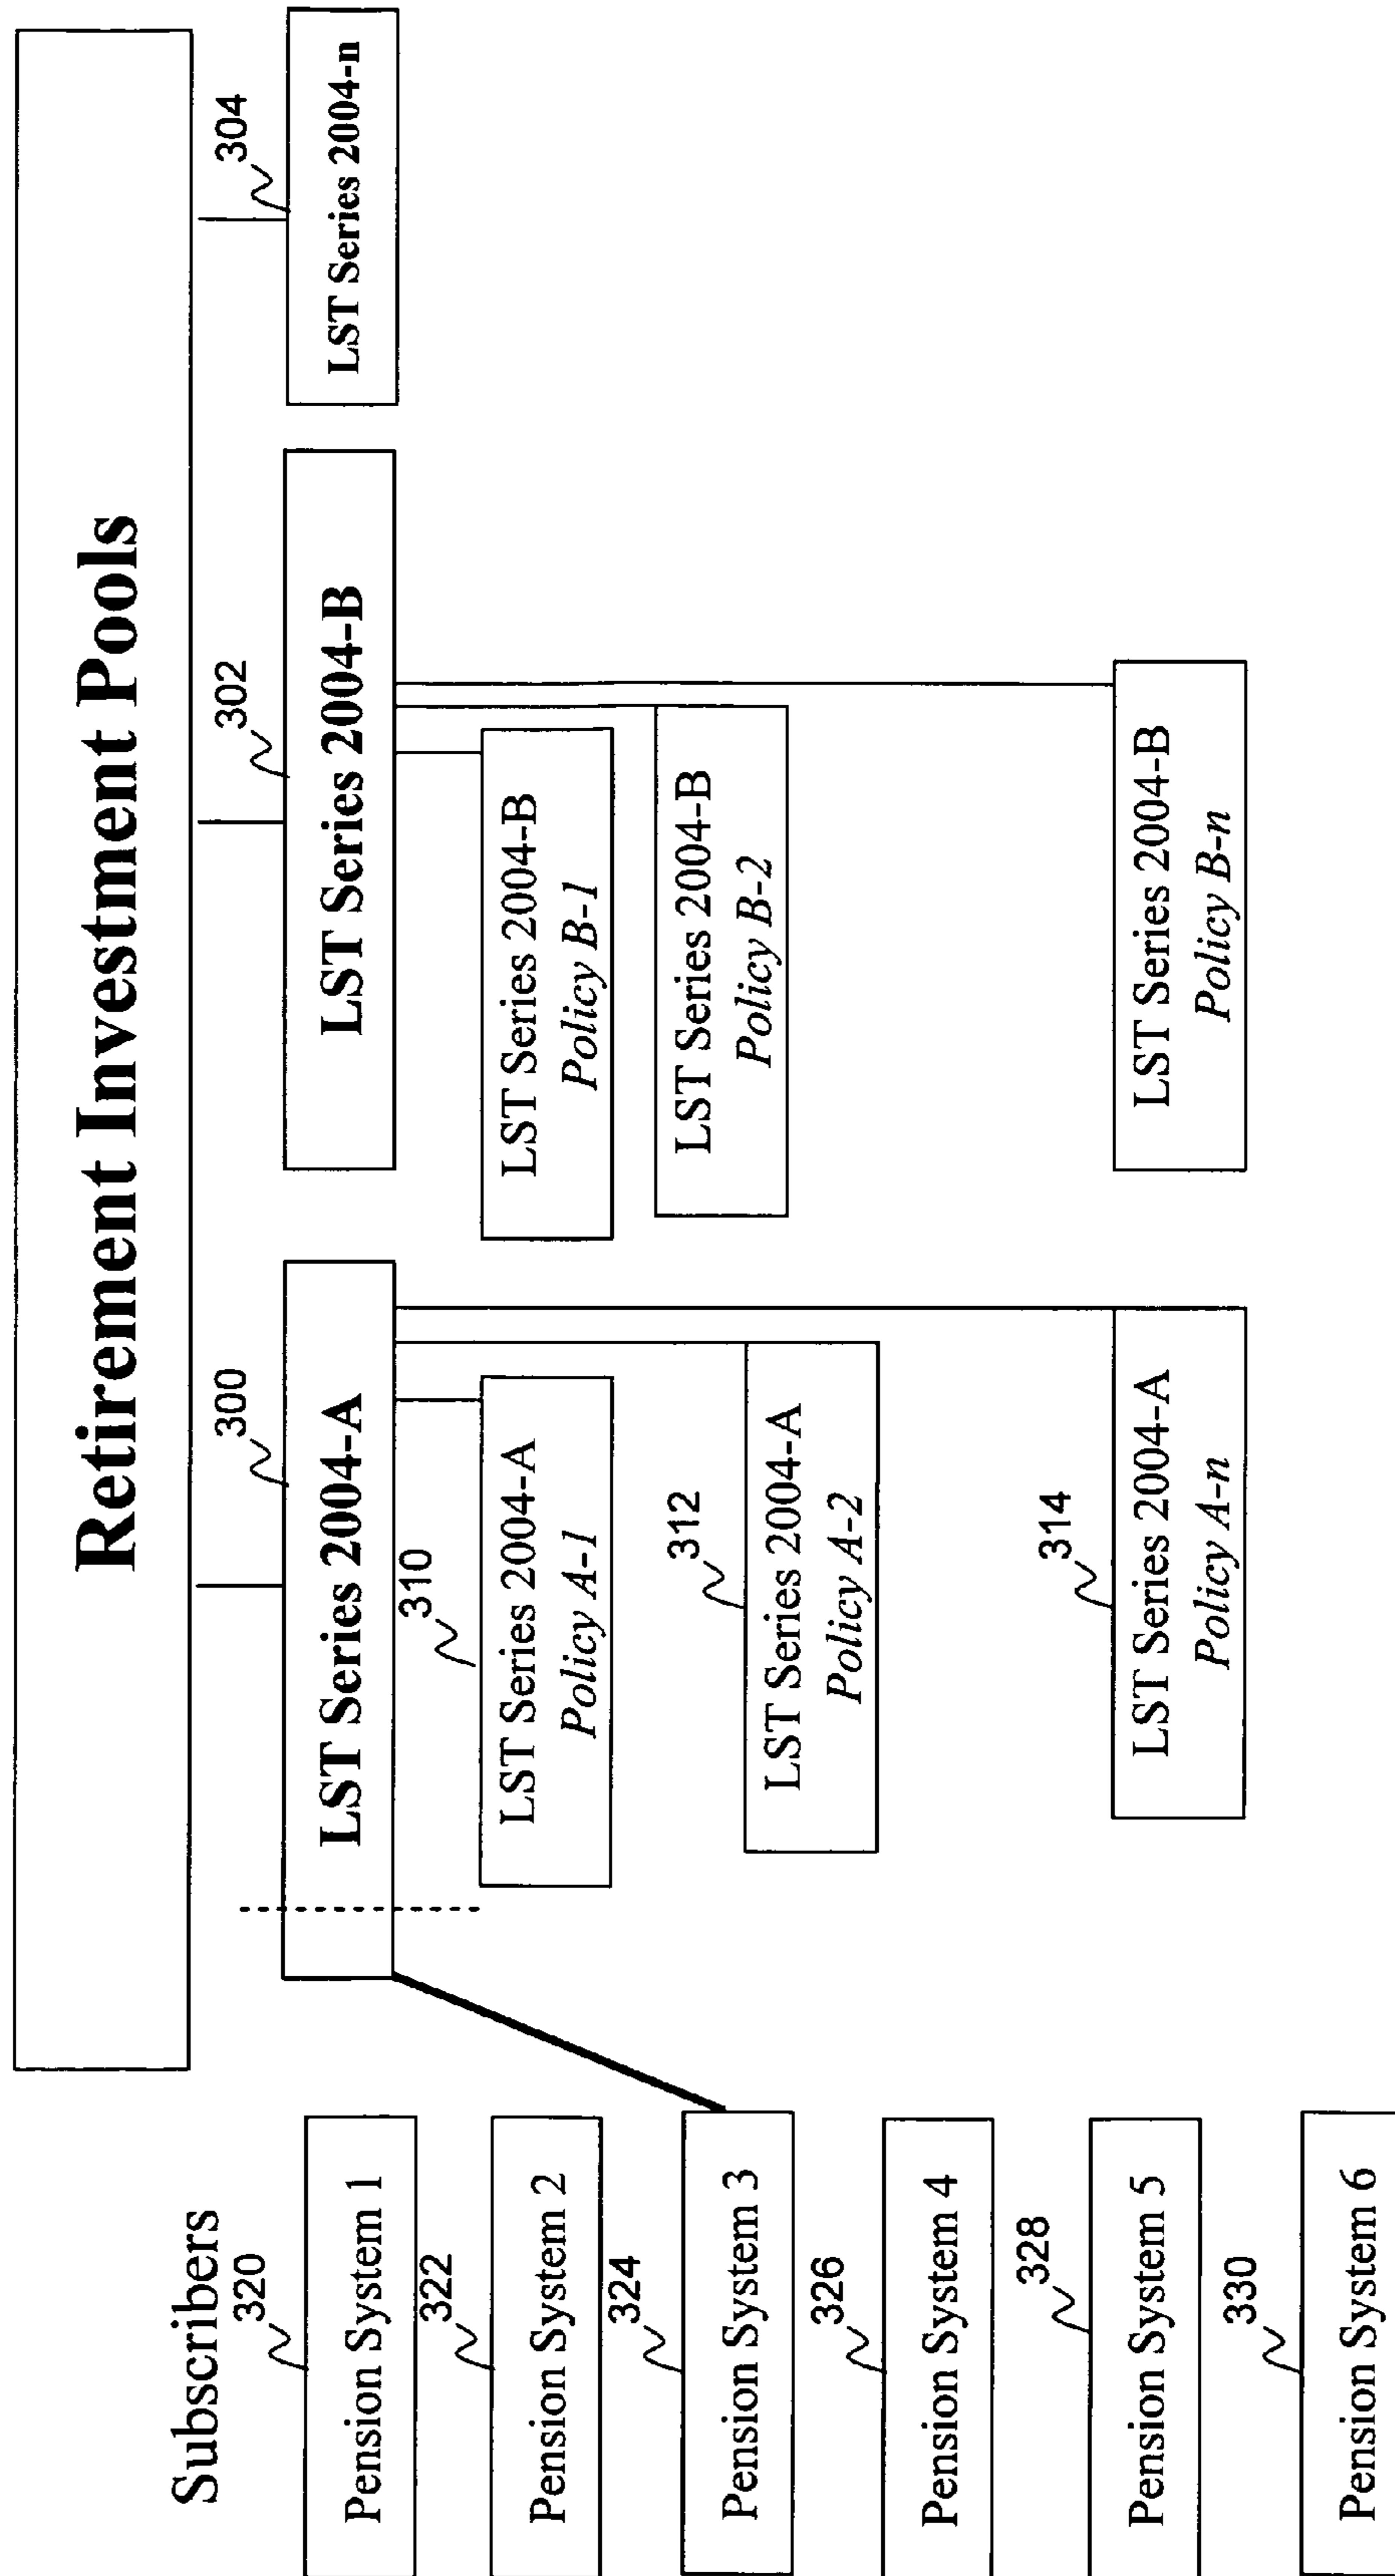 Retirement Investment Pools
Subscribers
320
Pension System 1
322
Pension System 2
324
Pension System 3
326
Pension System 4
328
Pension System 5
330
Pension System 6
300
LST Series 2004-A
310
LST Series 2004-A
Policy A-1
312
LST Series 2004-A
Policy A-2
314
LST Series 2004-A
Policy A-n
302
LST Series 2004-B
LST Series 2004-B
Policy B-1
LST Series 2004-B
Policy B-2
LST Series 2004-B
Policy B-n
304
LST Series 2004-n